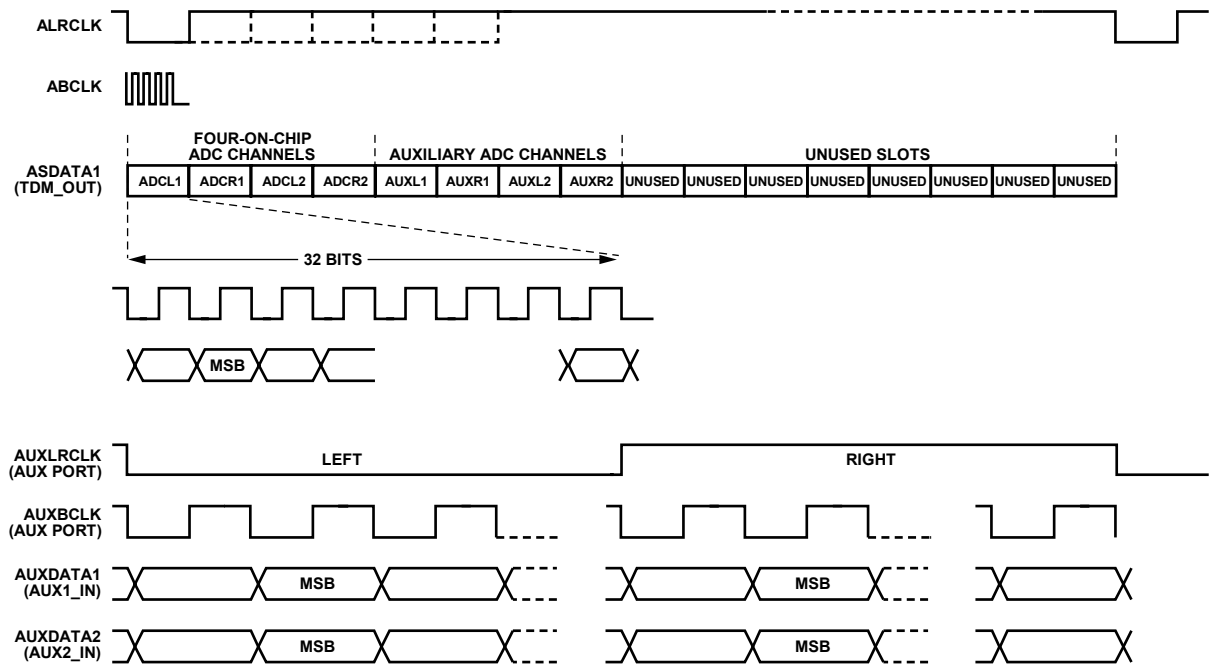 ALRCLK
ABCLK
FOUR-ON-CHIP
ADC CHANNELS
AUXILIARY ADC CHANNELS
UNUSED SLOTS
ASDATA1
(TDM_OUT)
ADCL1 ADCR1 ADCL2 ADCR2 AUXL1 AUXR1 AUXL2 AUXR2 UNUSED UNUSED UNUSED UNUSED UNUSED UNUSED UNUSED UNUSED
32 BITS
MSB
AUXLRCLK
(AUX PORT)
LEFT
RIGHT
AUXBCLK
(AUX PORT)
AUXDATA1
(AUX1_IN)
MSB
MSB
AUXDATA2
(AUX2_IN)
MSB
MSB